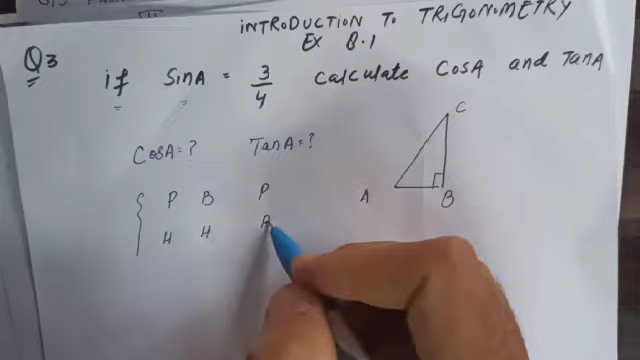 INTRODUCTION TO TRIGONOMETRY
EX 8.1
Q3
if SinA = 3/4 Calculate CosA and TanA
CosA = ? TanA = ?
C
A B
P B P
H H B